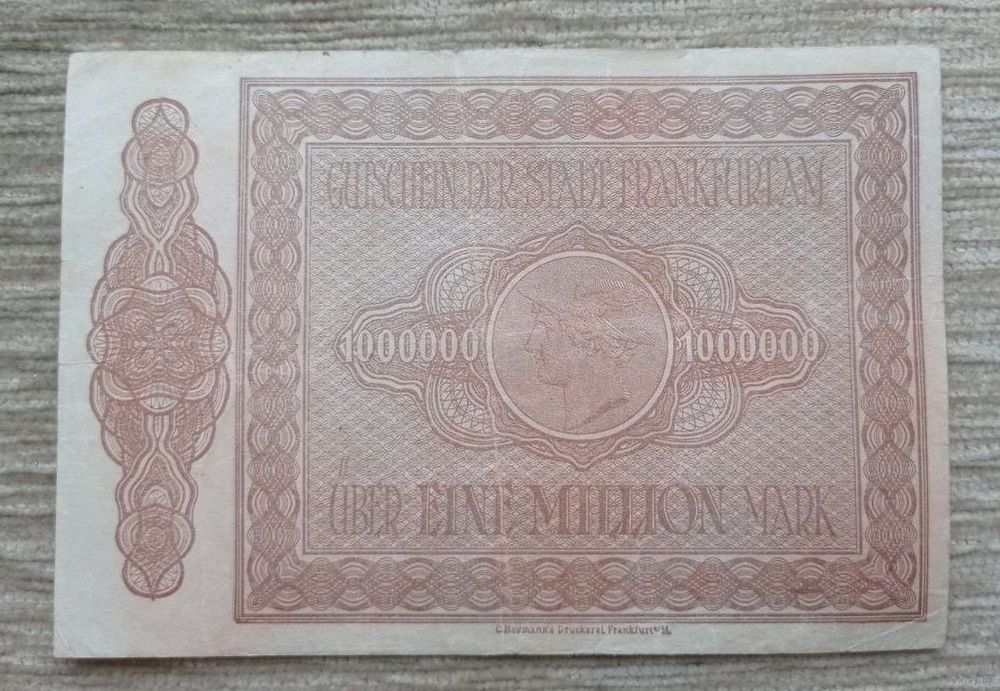 GUTSCHEIN DER STADT FRANKFURT AM
1000000 1000000
ÜBER EINE MILLION MARK
C. Naumann's Druckerei, Frankfurt a/M.